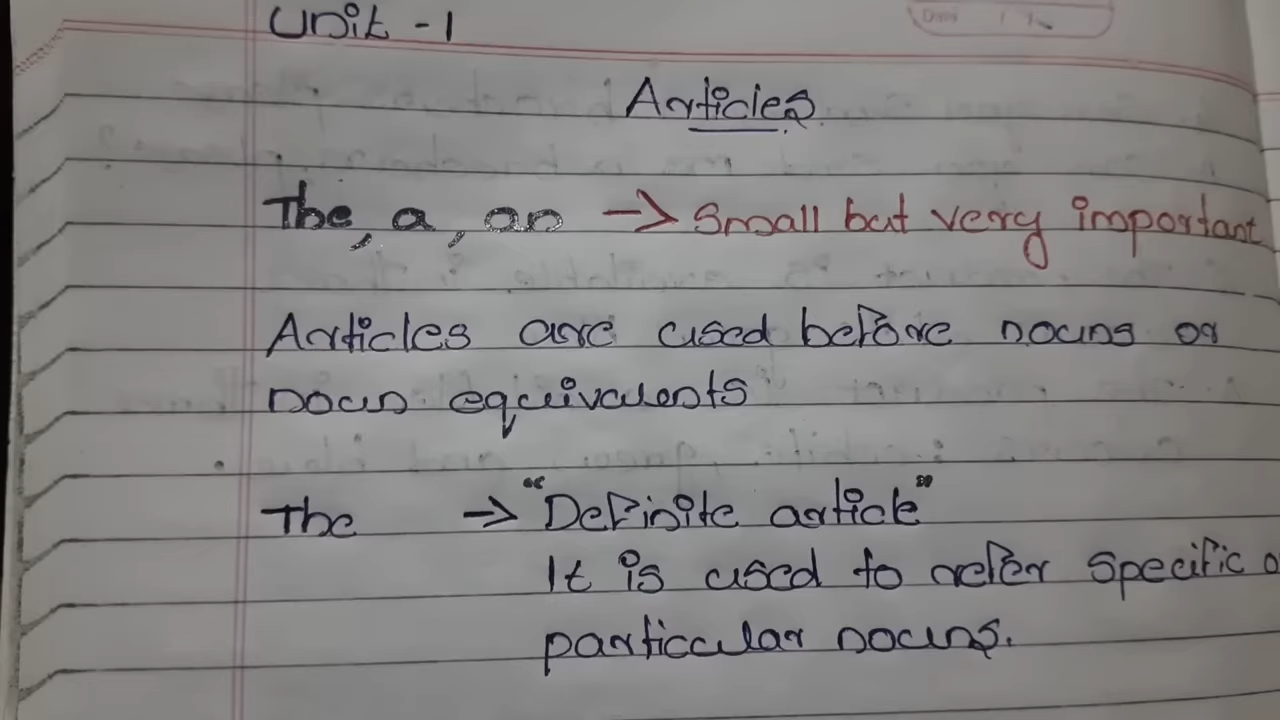 Unit - 1
Articles
The, a, an -> Small but very important
Articles are used before nouns or
noun equivalents
The -> "Definite article"
It is used to refer specific
particular nouns.